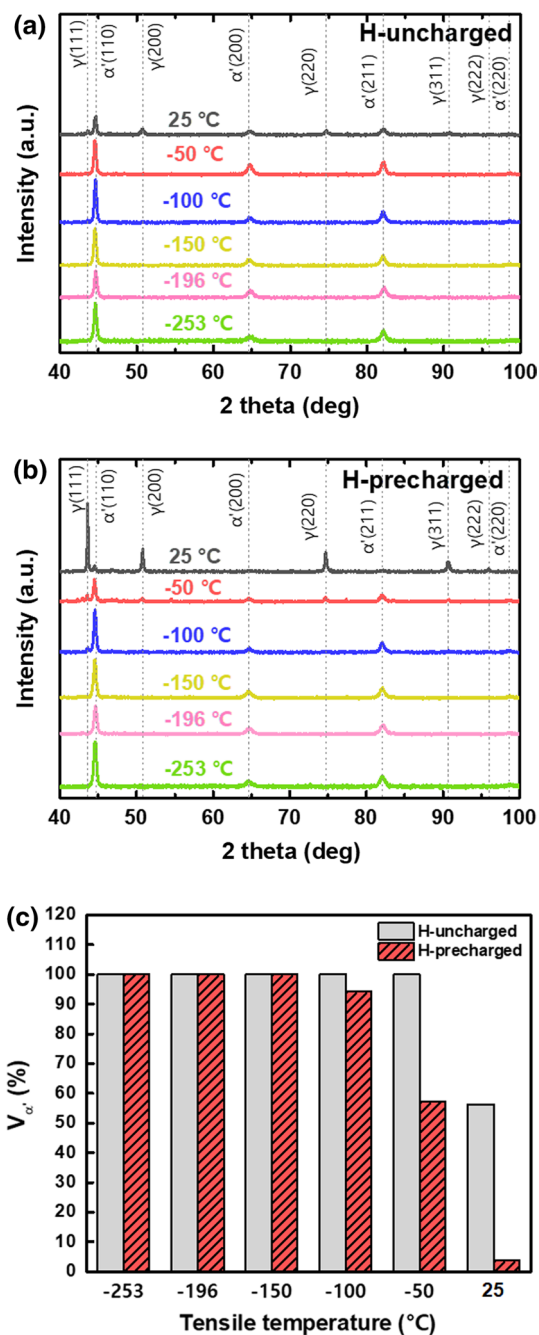 (a)
H-uncharged
γ(111)
α'(110)
γ(200)
α'(200)
γ(220)
α'(211)
γ(311)
γ(222)
α'(220)
25 °C
-50 °C
-100 °C
-150 °C
-196 °C
-253 °C
Intensity (a.u.)
40 50 60 70 80 90 100
2 theta (deg)
(b)
H-precharged
γ(111)
α'(110)
γ(200)
α'(200)
γ(220)
α'(211)
γ(311)
γ(222)
α'(220)
25 °C
-50 °C
-100 °C
-150 °C
-196 °C
-253 °C
Intensity (a.u.)
40 50 60 70 80 90 100
2 theta (deg)
(c)
H-uncharged
H-precharged
120
110
100
90
80
70
60
50
40
30
20
10
0
Vα' (%)
-253 -196 -150 -100 -50 25
Tensile temperature (°C)